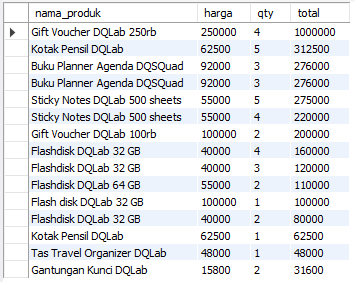 nama_produk harga qty total
Gift Voucher DQLab 250rb 250000 4 1000000
Kotak Pensil DQLab 62500 5 312500
Buku Planner Agenda DQSQuad 92000 3 276000
Buku Planner Agenda DQSQuad 92000 3 276000
Sticky Notes DQLab 500 sheets 55000 5 275000
Sticky Notes DQLab 500 sheets 55000 4 220000
Gift Voucher DQLab 100rb 100000 2 200000
Flashdisk DQLab 32 GB 40000 4 160000
Flashdisk DQLab 32 GB 40000 3 120000
Flashdisk DQLab 64 GB 55000 2 110000
Flash disk DQLab 32 GB 100000 1 100000
Flashdisk DQLab 32 GB 40000 2 80000
Kotak Pensil DQLab 62500 1 62500
Tas Travel Organizer DQLab 48000 1 48000
Gantungan Kunci DQLab 15800 2 31600